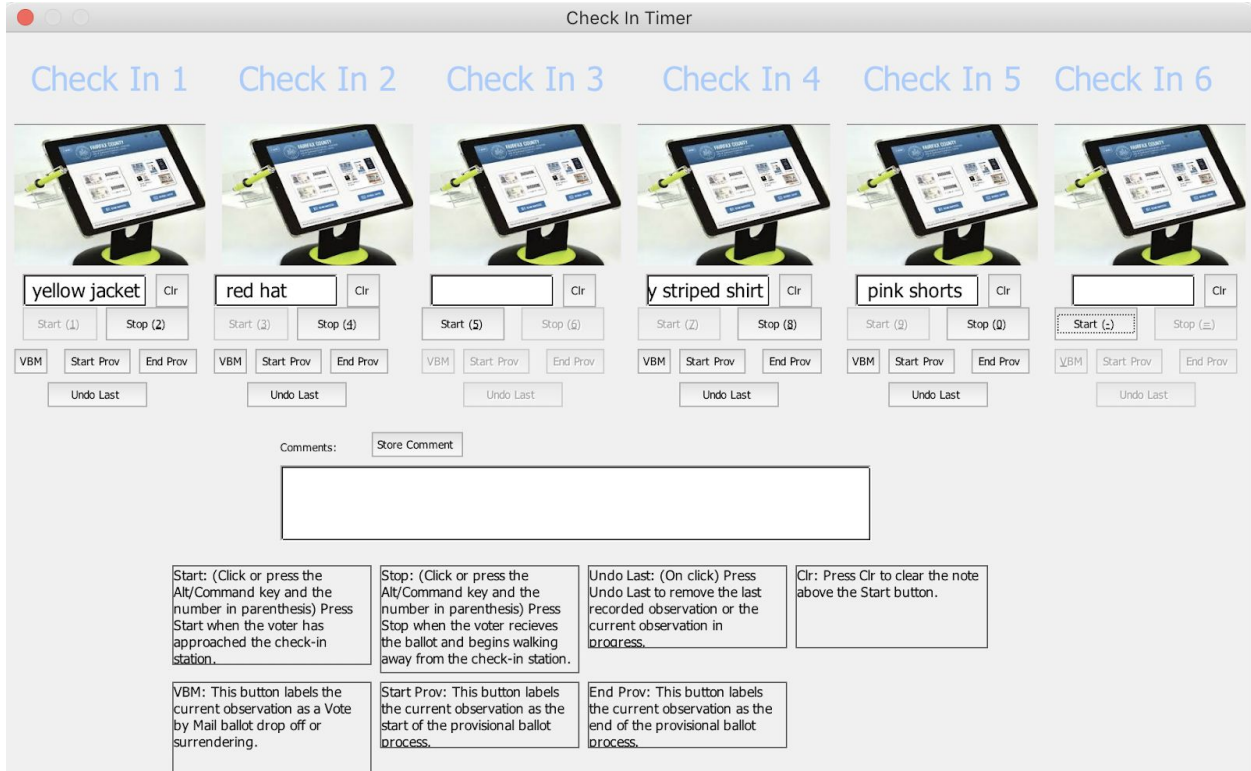 Check In Timer
Check In 1 Check In 2 Check In 3 Check In 4 Check In 5 Check In 6
FAIRFAX COUNTY FAIRFAX COUNTY FAIRFAX COUNTY FAIRFAX COUNTY FAIRFAX COUNTY FAIRFAX COUNTY
yellow jacket Clr red hat Clr Clr y striped shirt Clr pink shorts Clr Clr
Start (1) Stop (2) Start (3) Stop (4) Start (5) Stop (6) Start (7) Stop (8) Start (9) Stop (0) Start (-) Stop (=)
VBM Start Prov End Prov VBM Start Prov End Prov VBM Start Prov End Prov VBM Start Prov End Prov VBM Start Prov End Prov VBM Start Prov End Prov
Undo Last Undo Last Undo Last Undo Last Undo Last Undo Last
Comments: Store Comment
Start: (Click or press the
Alt/Command key and the
number in parenthesis) Press
Start when the voter has
approached the check-in
station.
Stop: (Click or press the
Alt/Command key and the
number in parenthesis) Press
Stop when the voter recieves
the ballot and begins walking
away from the check-in station.
Undo Last: (On click) Press
Undo Last to remove the last
recorded observation or the
current observation in
progress.
Clr: Press Clr to clear the note
above the Start button.
VBM: This button labels the
current observation as a Vote
by Mail ballot drop off or
surrendering.
Start Prov: This button labels
the current observation as the
start of the provisional ballot
process.
End Prov: This button labels
the current observation as the
end of the provisional ballot
process.